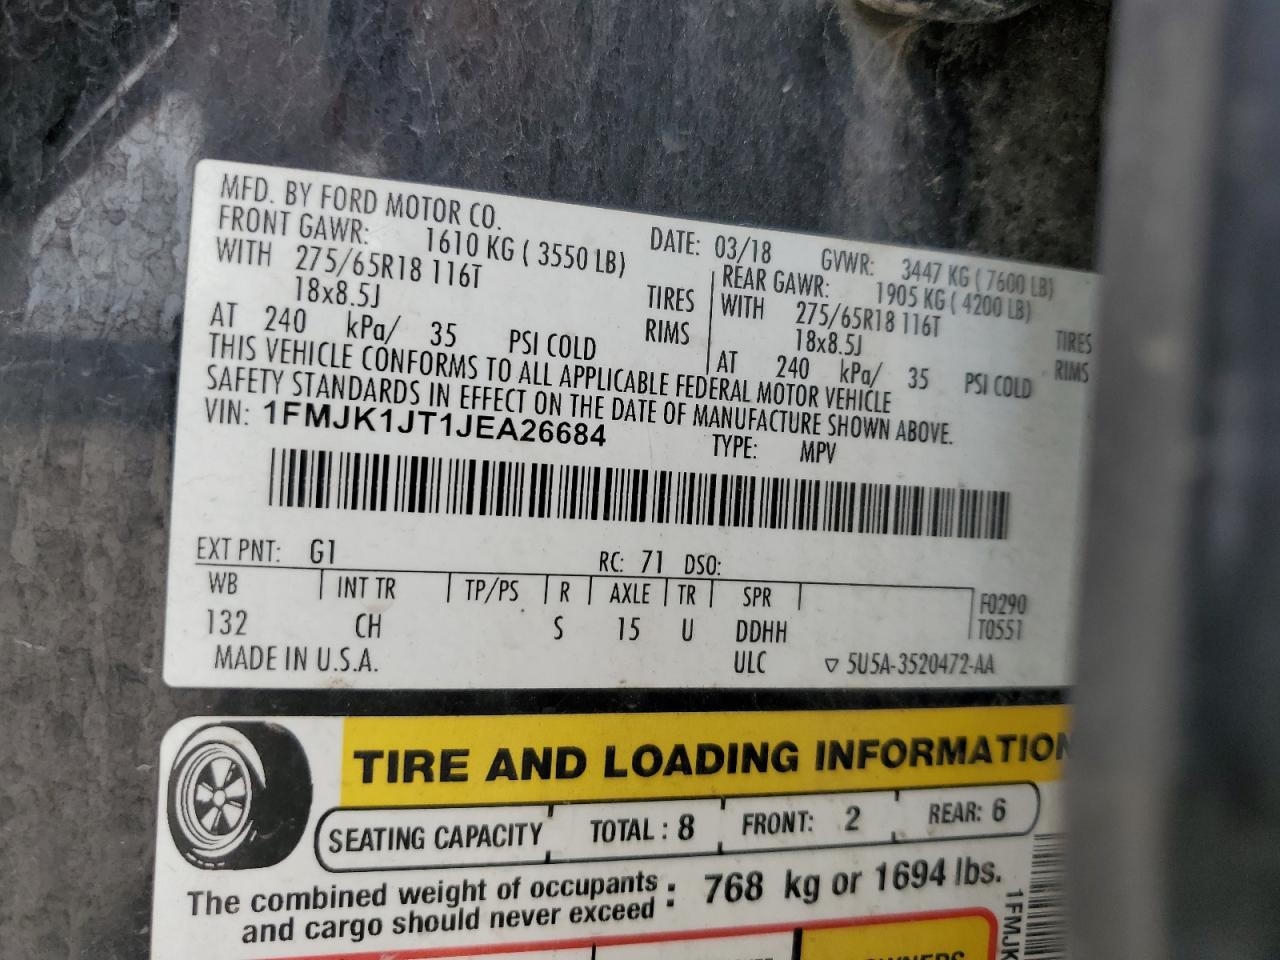 MFD. BY FORD MOTOR CO.
DATE: 03/18 GVWR: 3447 KG ( 7600 LB)
FRONT GAWR: 1610 KG ( 3550 LB) REAR GAWR: 1905 KG ( 4200 LB)
WITH 275/65R18 116T TIRES WITH 275/65R18 116T TIRES
18x8.5J RIMS 18x8.5J RIMS
AT 240 kPa/ 35 PSI COLD AT 240 kPa/ 35 PSI COLD
THIS VEHICLE CONFORMS TO ALL APPLICABLE FEDERAL MOTOR VEHICLE
SAFETY STANDARDS IN EFFECT ON THE DATE OF MANUFACTURE SHOWN ABOVE.
VIN: 1FMJK1JT1JEA26684 TYPE: MPV
EXT PNT: G1 RC: 71 DSO:
WB INT TR TP/PS R AXLE TR SPR F0290
132 CH S 15 U DDHH T0551
MADE IN U.S.A. ULC ▽ 5U5A-3520472-AA
TIRE AND LOADING INFORMATION
SEATING CAPACITY TOTAL : 8 FRONT: 2 REAR: 6
The combined weight of occupants : 768 kg or 1694 lbs.
and cargo should never exceed :
1FMJK